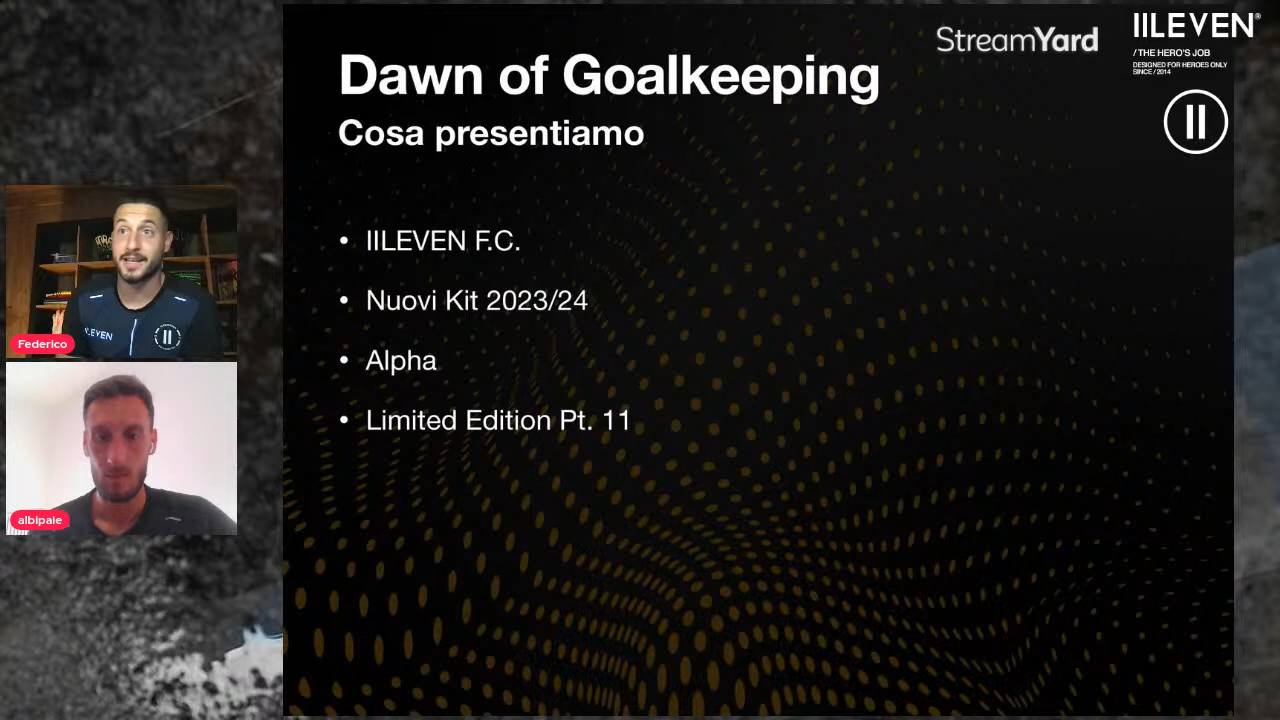 StreamYard
IILEVEN®
/ THE HERO'S JOB
DESIGNED FOR HEROES ONLY
SINCE / 2014
Dawn of Goalkeeping
Cosa presentiamo
• IILEVEN F.C.
• Nuovi Kit 2023/24
• Alpha
• Limited Edition Pt. 11
Federico
albipale